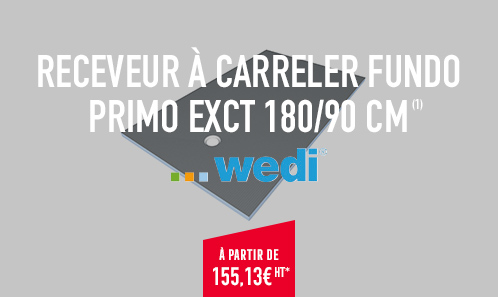 RECEVEUR À CARRELER FUNDO
PRIMO EXCT 180/90 CM (1)
wedi
À PARTIR DE
155,13€ HT*